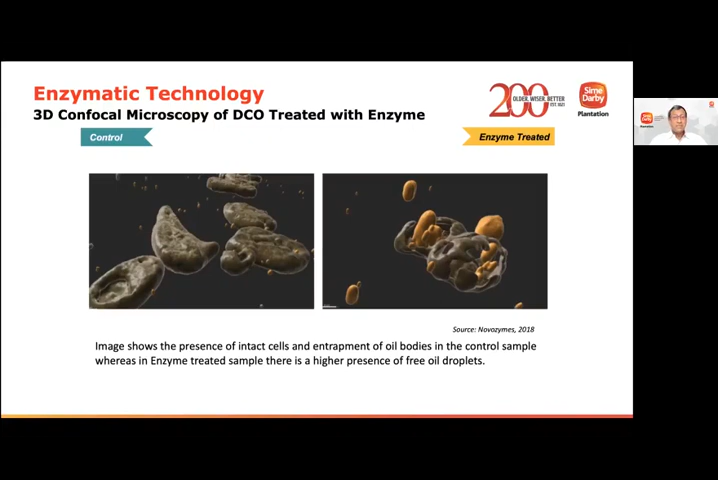 Enzymatic Technology
3D Confocal Microscopy of DCO Treated with Enzyme
200
OLDER, WISER, BETTER
EST. 1821
Sime
Darby
Plantation
Control
Enzyme Treated
Source: Novozymes, 2018
Image shows the presence of intact cells and entrapment of oil bodies in the control sample
whereas in Enzyme treated sample there is a higher presence of free oil droplets.